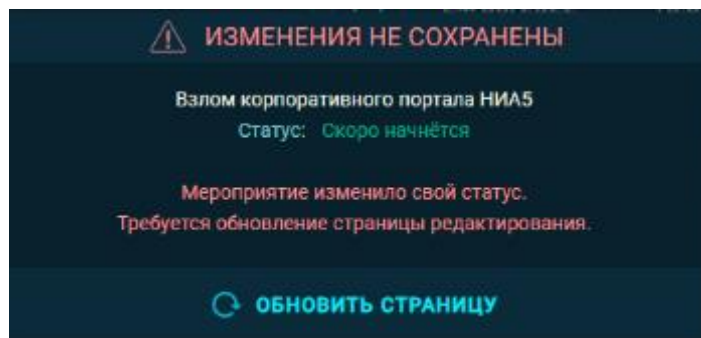 ИЗМЕНЕНИЯ НЕ СОХРАНЕНЫ
Взлом корпоративного портала НИА5
Статус: Скоро начнётся
Мероприятие изменило свой статус.
Требуется обновление страницы редактирования.
ОБНОВИТЬ СТРАНИЦУ